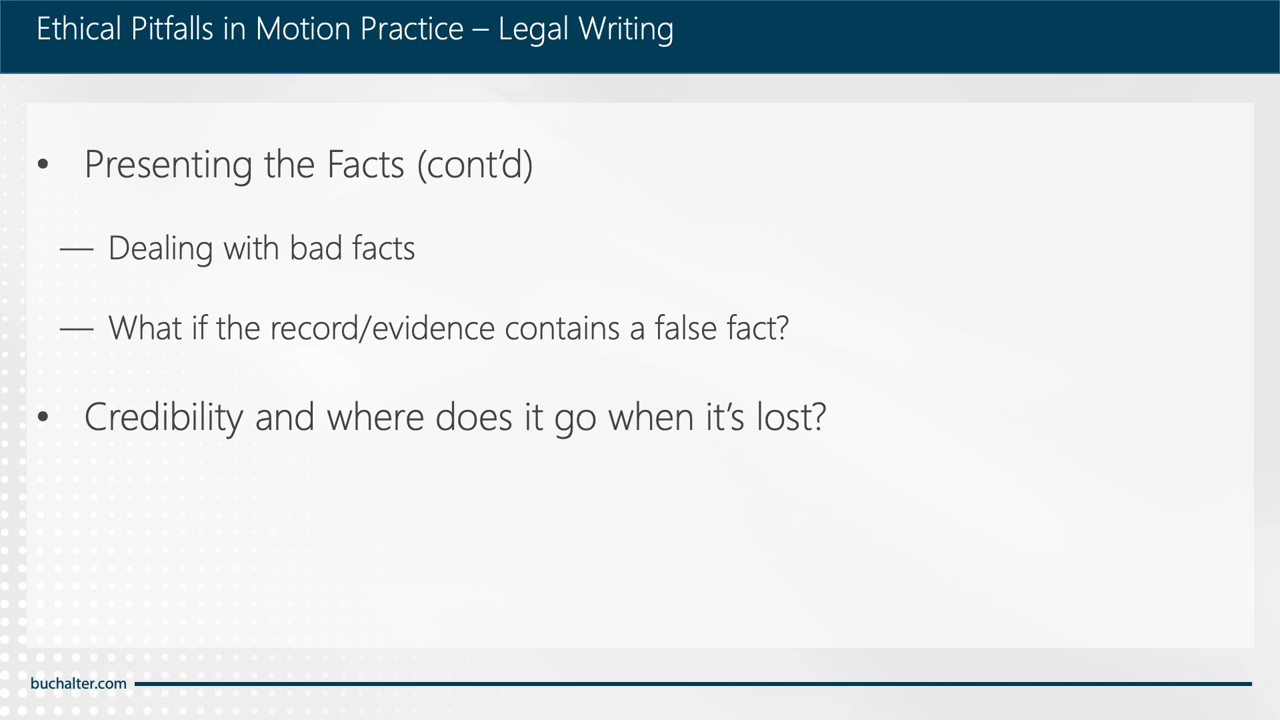 Ethical Pitfalls in Motion Practice – Legal Writing
• Presenting the Facts (cont’d)
— Dealing with bad facts
— What if the record/evidence contains a false fact?
• Credibility and where does it go when it’s lost?
buchalter.com